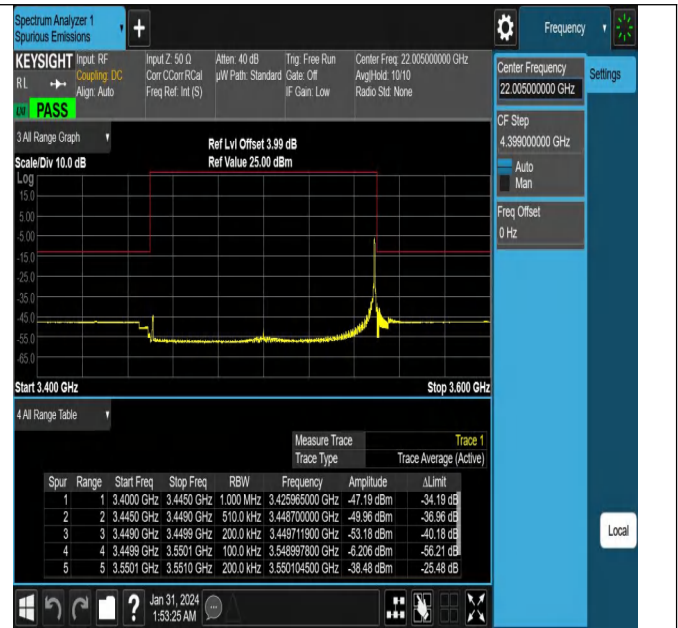 Spectrum Analyzer 1
Spurious Emissions
Frequency
KEYSIGHT Input: RF Input Z: 50 Ω Atten: 40 dB Trig: Free Run Center Freq: 22.005000000 GHz
RL Coupling: DC Corr CCorr RCal µW Path: Standard Gate: Off Avg|Hold: 10/10
Align: Auto Freq Ref: Int (S) IF Gain: Low Radio Std: None
PASS
Center Frequency
22.005000000 GHz
Settings
CF Step
4.399000000 GHz
Auto
Man
Freq Offset
0 Hz
3 All Range Graph
Ref Lvl Offset 3.99 dB
Scale/Div 10.0 dB Ref Value 25.00 dBm
Log
15.0
5.00
-5.00
-15.0
-25.0
-35.0
-45.0
-55.0
-65.0
Start 3.400 GHz Stop 3.600 GHz
4 All Range Table
Measure Trace Trace 1
Trace Type Trace Average (Active)
Spur Range Start Freq Stop Freq RBW Frequency Amplitude ΔLimit
1 1 3.4000 GHz 3.4450 GHz 1.000 MHz 3.425965000 GHz -47.19 dBm -34.19 dB
2 2 3.4450 GHz 3.4490 GHz 510.0 kHz 3.448700000 GHz -49.96 dBm -36.96 dB
3 3 3.4490 GHz 3.4499 GHz 200.0 kHz 3.449711900 GHz -53.18 dBm -40.18 dB
4 4 3.4499 GHz 3.5501 GHz 100.0 kHz 3.548997800 GHz -6.206 dBm -56.21 dB
5 5 3.5501 GHz 3.5510 GHz 200.0 kHz 3.550104500 GHz -38.48 dBm -25.48 dB
Local
Jan 31, 2024
1:53:25 AM